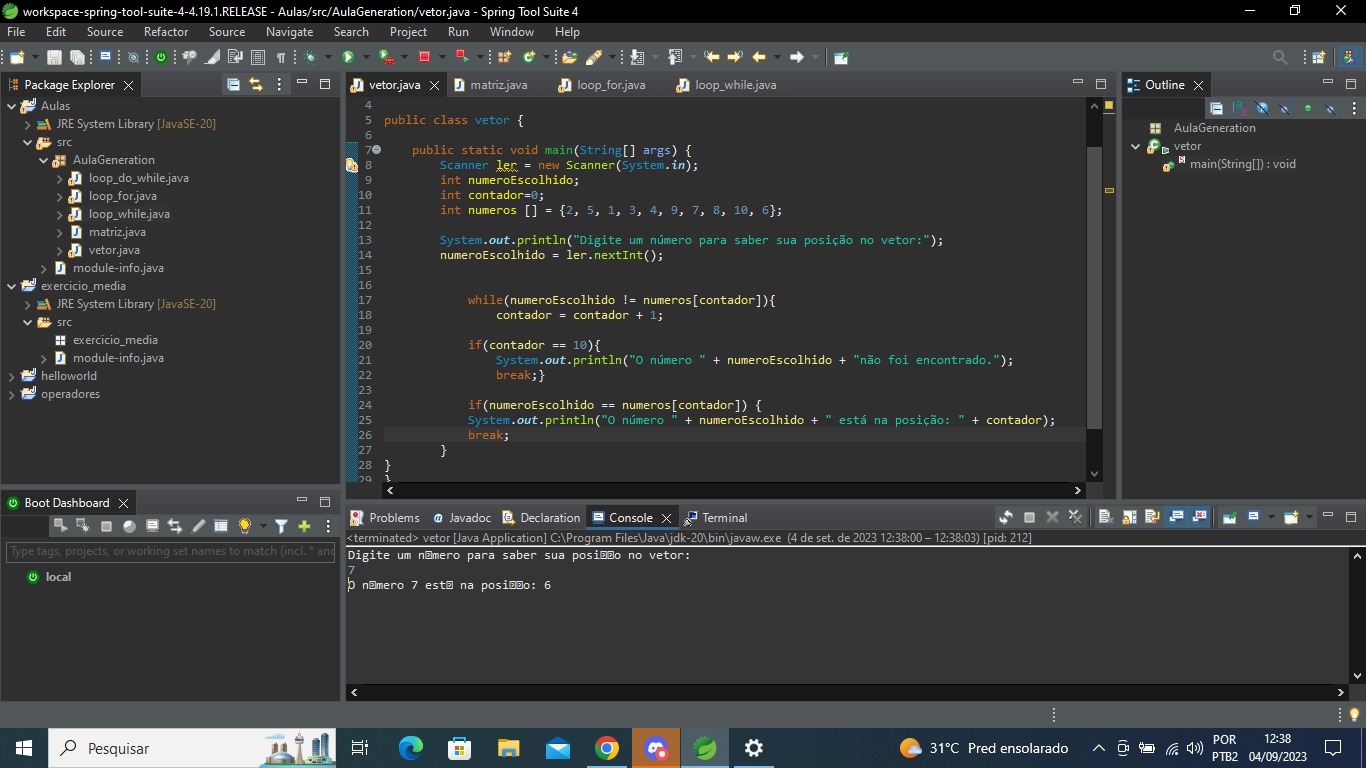 workspace-spring-tool-suite-4-4.19.1.RELEASE - Aulas/src/AulaGeneration/vetor.java - Spring Tool Suite 4
File Edit Source Refactor Source Navigate Search Project Run Window Help
Package Explorer
Aulas
JRE System Library [JavaSE-20]
src
AulaGeneration
loop_do_while.java
loop_for.java
loop_while.java
matriz.java
vetor.java
module-info.java
exercicio_media
JRE System Library [JavaSE-20]
src
exercicio_media
module-info.java
helloworld
operadores
vetor.java matriz.java loop_for.java loop_while.java
4
5 public class vetor {
6
7 public static void main(String[] args) {
8 Scanner ler = new Scanner(System.in);
9 int numeroEscolhido;
10 int contador=0;
11 int numeros [] = {2, 5, 1, 3, 4, 9, 7, 8, 10, 6};
12
13 System.out.println("Digite um número para saber sua posição no vetor:");
14 numeroEscolhido = ler.nextInt();
15
16
17 while(numeroEscolhido != numeros[contador]){
18 contador = contador + 1;
19
20 if(contador == 10){
21 System.out.println("O número " + numeroEscolhido + "não foi encontrado.");
22 break;}
23
24 if(numeroEscolhido == numeros[contador]) {
25 System.out.println("O número " + numeroEscolhido + " está na posição: " + contador);
26 break;
27 }
28 }
29 }
Outline
AulaGeneration
vetor
main(String[]) : void
Boot Dashboard
Type tags, projects, or working set names to match (incl. * and
local
Problems Javadoc Declaration Console Terminal
<terminated> vetor [Java Application] C:\Program Files\Java\jdk-20\bin\javaw.exe (4 de set. de 2023 12:38:00 – 12:38:03) [pid: 212]
Digite um n�mero para saber sua posi��o no vetor:
7
O n�mero 7 est� na posi��o: 6
Pesquisar
31°C Pred ensolarado
POR
PTB2
12:38
04/09/2023